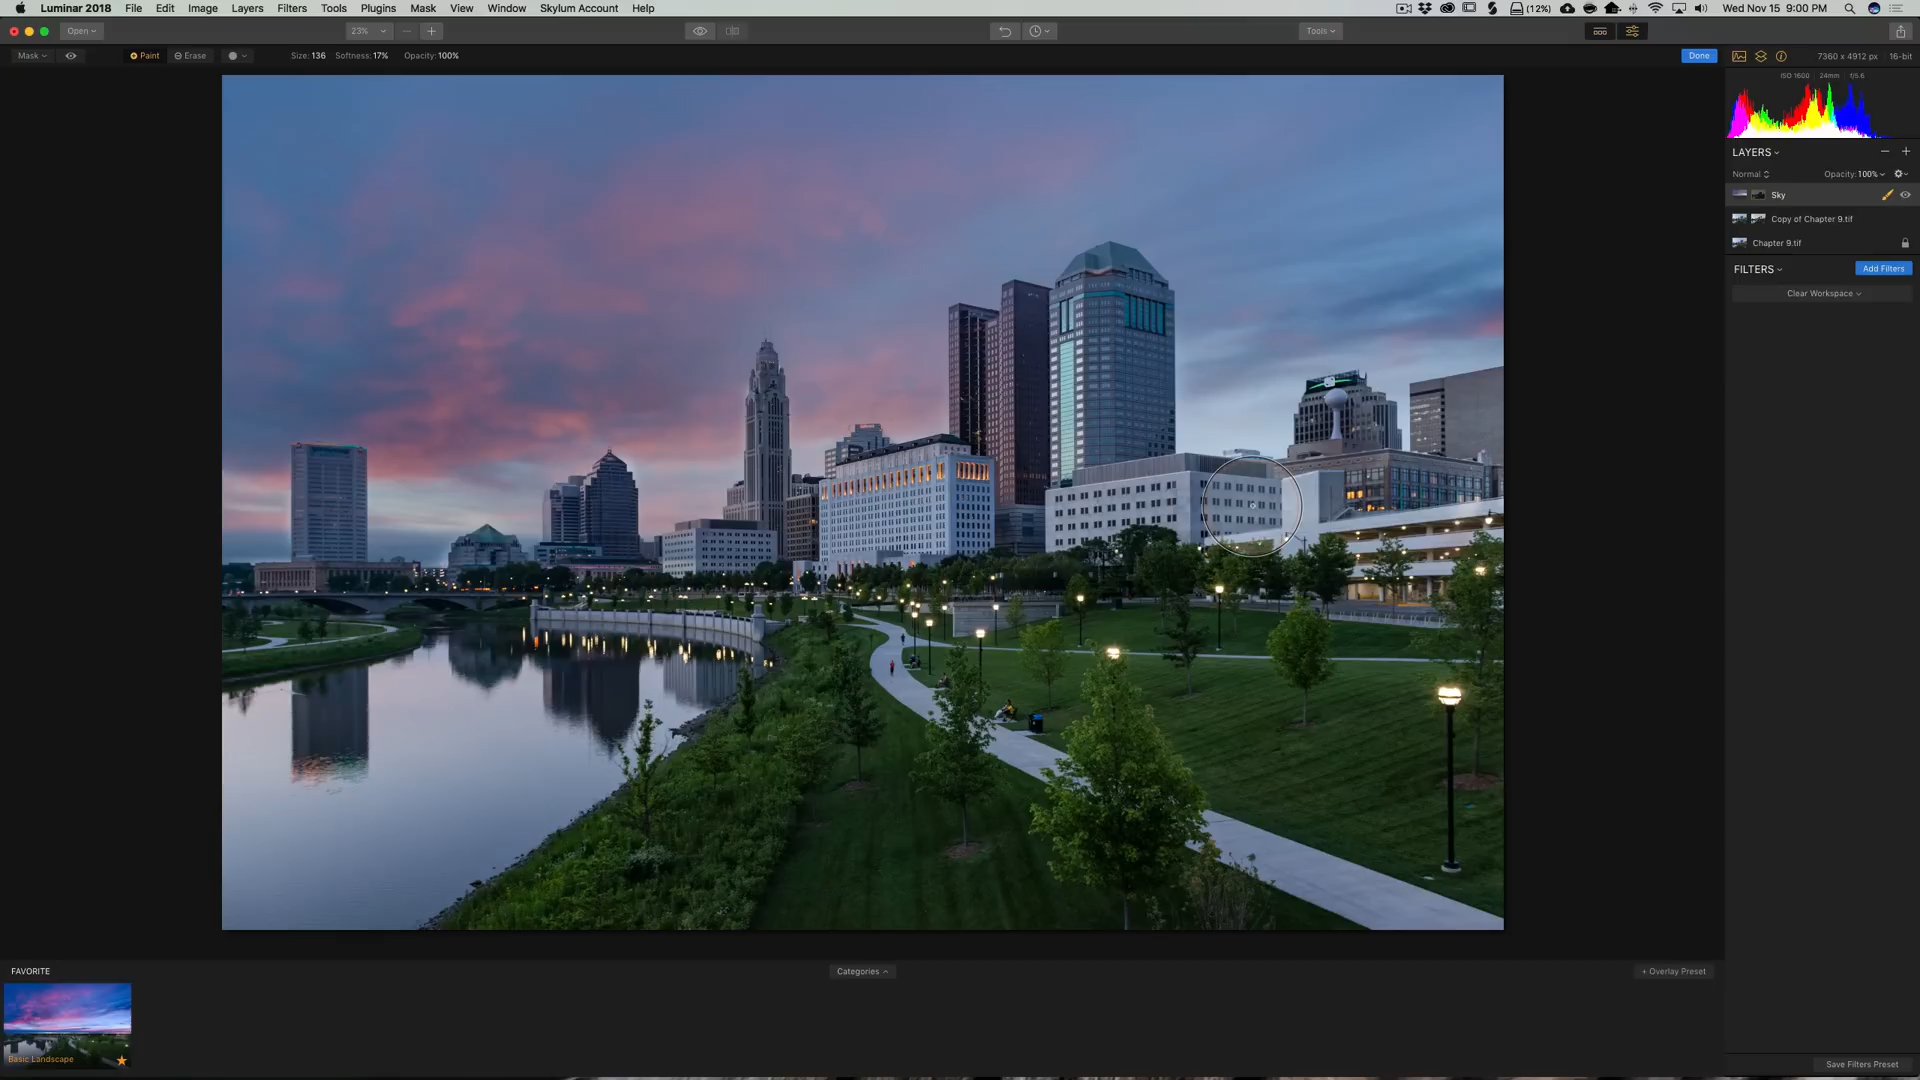 Luminar 2018 File Edit Image Layers Filters Tools Plugins Mask View Window Skylum Account Help (12%) Wed Nov 15 9:00 PM
Open 23% Tools
Mask Paint Erase Size: 136 Softness: 17% Opacity: 100% Done 7360 x 4912 px 16-bit
ISO 1600 24mm f/5.6
LAYERS
Normal Opacity: 100%
Sky
Copy of Chapter 9.tif
Chapter 9.tif
FILTERS Add Filters
Clear Workspace
FAVORITE Categories + Overlay Preset
Basic Landscape
Save Filters Preset